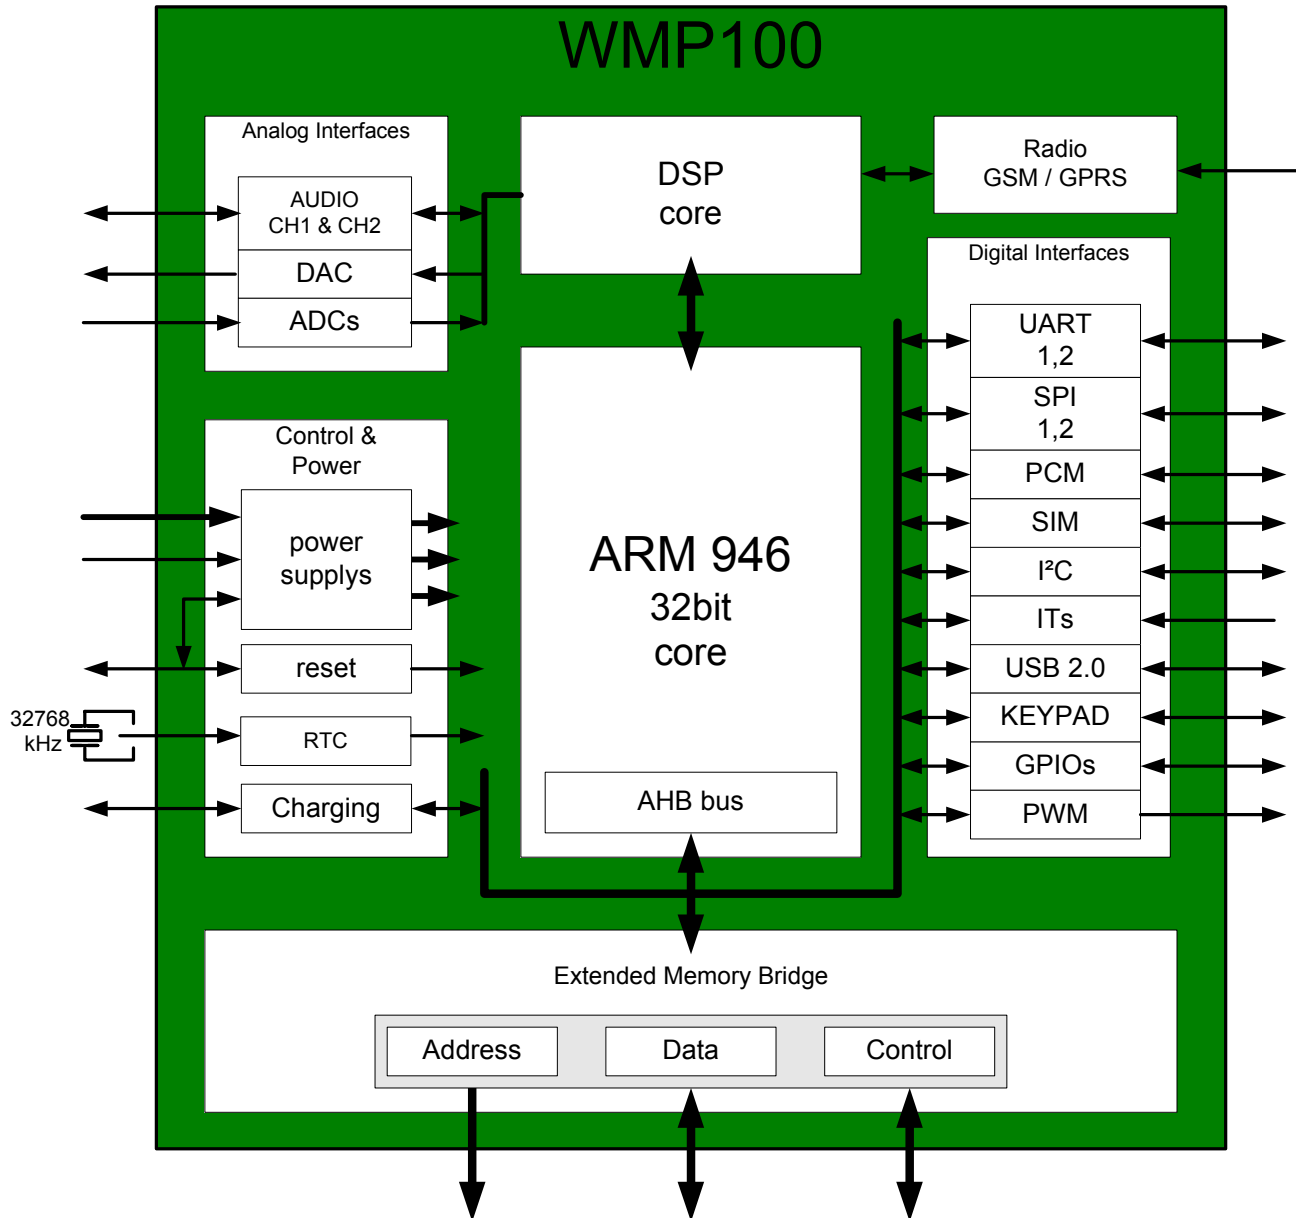 WMP100
Analog Interfaces
AUDIO
CH1 & CH2
DAC
ADCs
DSP
core
Radio
GSM / GPRS
Digital Interfaces
UART
1,2
SPI
1,2
PCM
SIM
I²C
ITs
USB 2.0
KEYPAD
GPIOs
PWM
Control &
Power
power
supplys
reset
32768
kHz
RTC
Charging
ARM 946
32bit
core
AHB bus
Extended Memory Bridge
Address
Data
Control